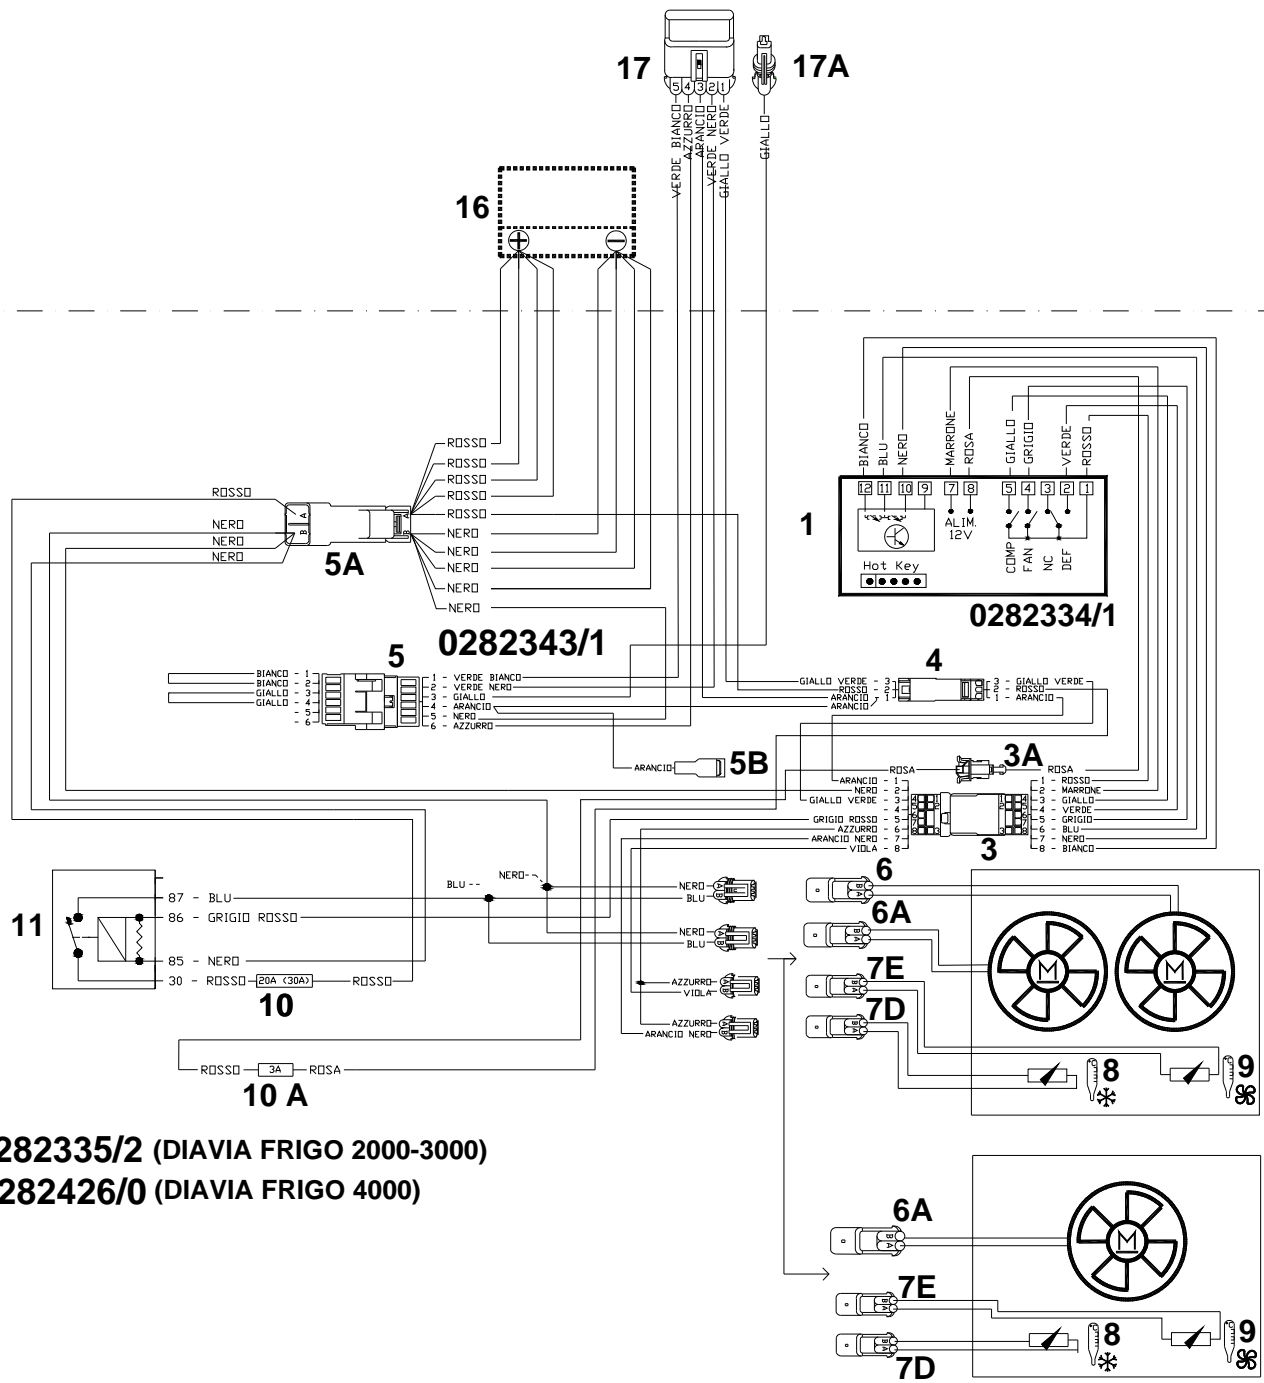 17
17A
5 4 3 2 1
VERDE BIANCO
AZZURRO
ARANCIO
VERDE NERO
GIALLO VERDE
GIALLO
16
+ −
ROSSO
ROSSO
ROSSO
ROSSO
ROSSO
NERO
NERO
NERO
NERO
NERO
ROSSO
NERO
NERO
NERO
A
B
A
B
5A
0282343/1
BIANCO
BLU
NERO
MARRONE
ROSA
GIALLO
GRIGIO
VERDE
ROSSO
12 11 10 9 7 8 5 4 3 2 1
1
ALIM.
12V
COMP
FAN
NC
DEF
Hot Key
0282334/1
5
BIANCO - 1
BIANCO - 2
GIALLO - 3
GIALLO - 4
- 5
- 6
1 - VERDE BIANCO
2 - VERDE NERO
3 - GIALLO
4 - ARANCIO
5 - NERO
6 - AZZURRO
ARANCIO
5B
4
GIALLO VERDE - 3
ROSSO - 2
ARANCIO - 1
ARANCIO
3 - GIALLO VERDE
2 - ROSSO
1 - ARANCIO
3A
ROSA
ROSA
ARANCIO - 1
NERO - 2
GIALLO VERDE - 3
- 4
GRIGIO ROSSO - 5
AZZURRO - 6
ARANCIO NERO - 7
VIOLA - 8
1 - ROSSO
2 - MARRONE
3 - GIALLO
4 - VERDE
5 - GRIGIO
6 - BLU
7 - NERO
8 - BIANCO
3
11
87 - BLU
86 - GRIGIO ROSSO
85 - NERO
30 - ROSSO
20A (30A)
ROSSO
10
BLU --
NERO--
NERO
BLU
NERO
BLU
AZZURRO
VIOLA
AZZURRO
ARANCIO NERO
6
6A
7E
7D
M
M
8
9
ROSSO
3A
ROSA
10 A
282335/2 (DIAVIA FRIGO 2000-3000)
282426/0 (DIAVIA FRIGO 4000)
6A
M
7E
7D
8
9